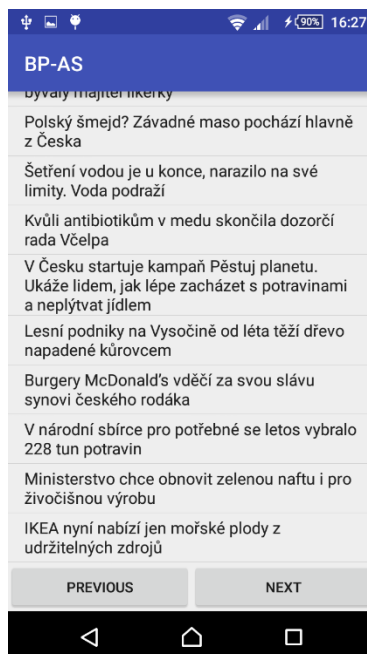 90% 16:27
BP-AS
bývalý majitel likérky
Polský šmejd? Závadné maso pochází hlavně
z Česka
Šetření vodou je u konce, narazilo na své
limity. Voda podraží
Kvůli antibiotikům v medu skončila dozorčí
rada Včelpa
V Česku startuje kampaň Pěstuj planetu.
Ukáže lidem, jak lépe zacházet s potravinami
a neplýtvat jídlem
Lesní podniky na Vysočině od léta těží dřevo
napadené kůrovcem
Burgery McDonald's vděčí za svou slávu
synovi českého rodáka
V národní sbírce pro potřebné se letos vybralo
228 tun potravin
Ministerstvo chce obnovit zelenou naftu i pro
živočišnou výrobu
IKEA nyní nabízí jen mořské plody z
udržitelných zdrojů
PREVIOUS NEXT